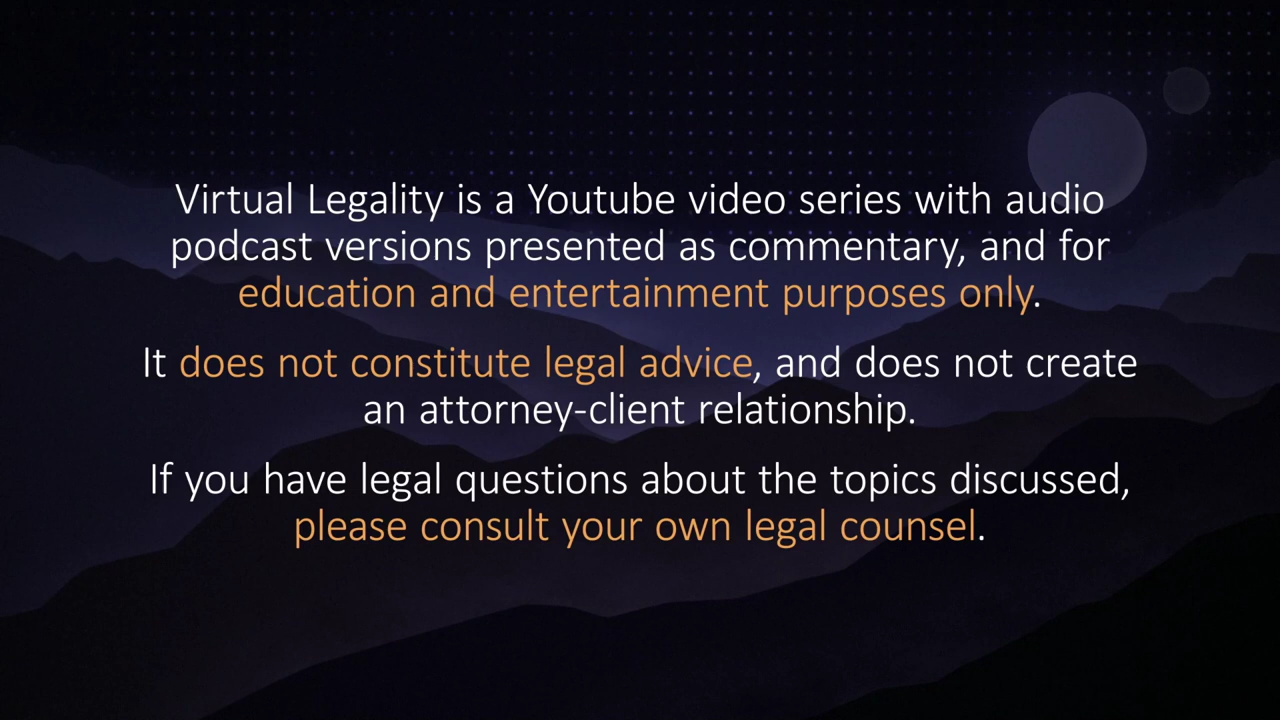 Virtual Legality is a Youtube video series with audio
podcast versions presented as commentary, and for
education and entertainment purposes only.
It does not constitute legal advice, and does not create
an attorney-client relationship.
If you have legal questions about the topics discussed,
please consult your own legal counsel.